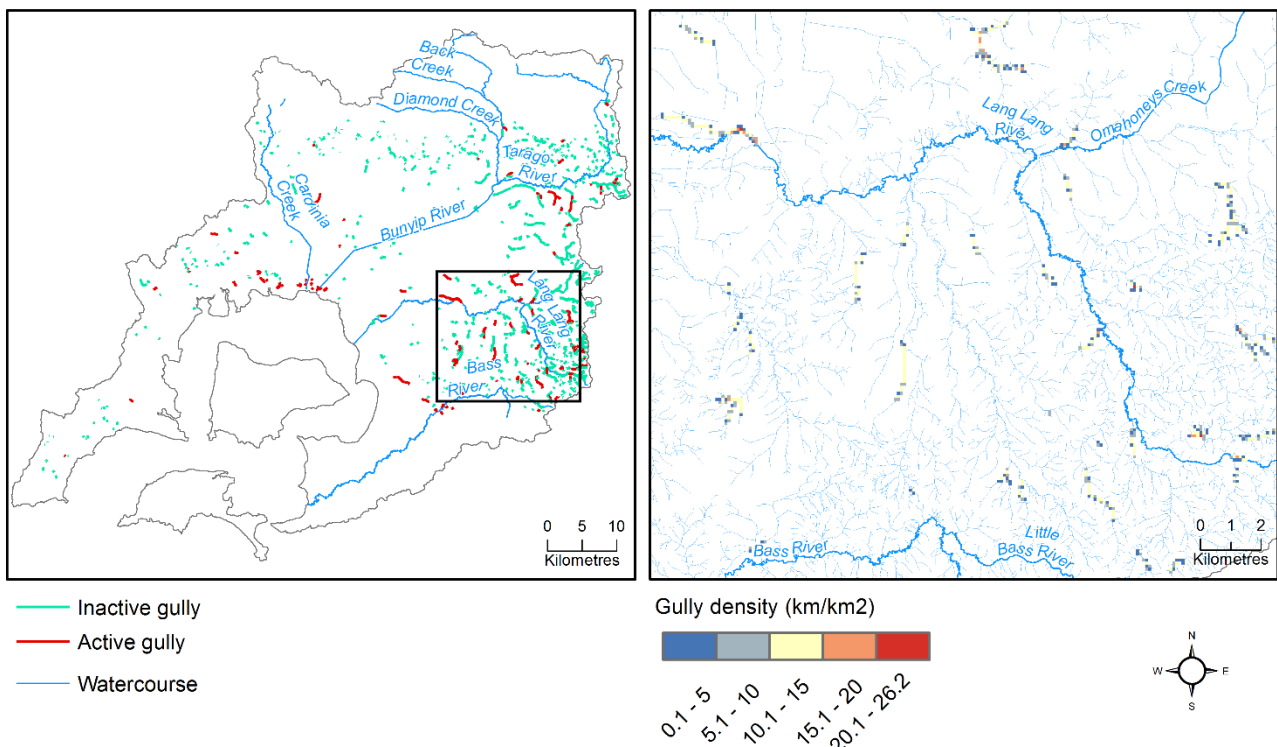 Back
Creek
Diamond Creek
Tarago
River
Cardinia
Creek
Bunyip River
Lang Lang
River
Bass
River
0 5 10
Kilometres
Lang Lang
River
Omahoneys Creek
Bass River
Little
Bass River
0 1 2
Kilometres
Inactive gully
Active gully
Watercourse
Gully density (km/km2)
0.1 - 5
5.1 - 10
10.1 - 15
15.1 - 20
20.1 - 26.2
N
W
E
S